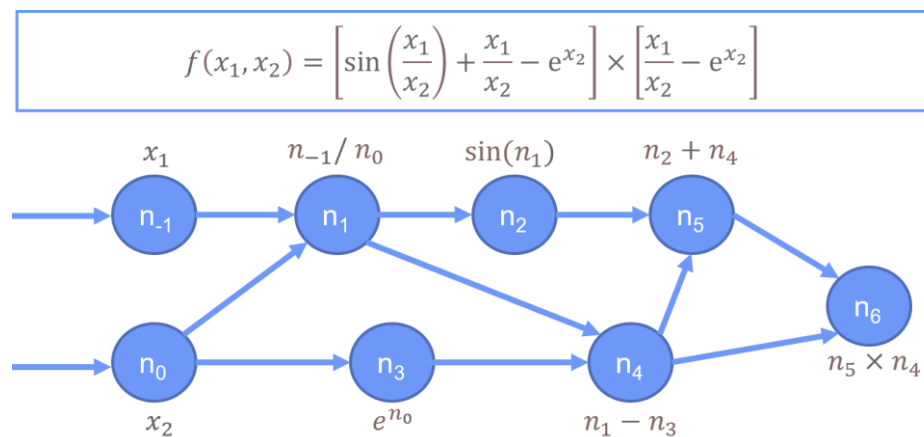 f(x₁, x₂) = [sin(x₁/x₂) + x₁/x₂ − e^{x₂}] × [x₁/x₂ − e^{x₂}]
x₁ n₋₁/ n₀ sin(n₁) n₂ + n₄
n₋₁ n₁ n₂ n₅
n₆
n₀ n₃ n₄
n₅ × n₄
x₂ e^{n₀} n₁ − n₃